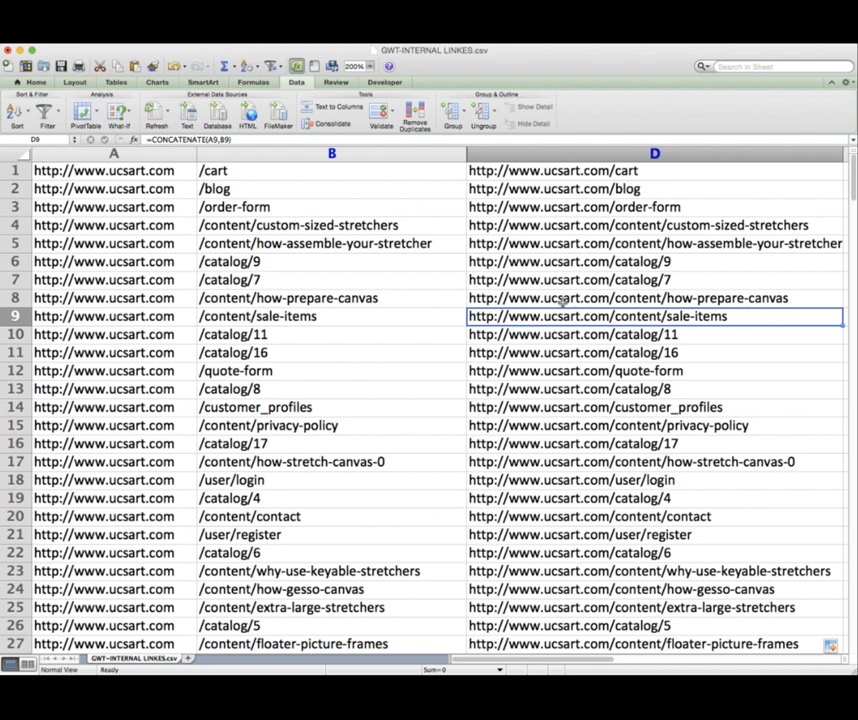 GWT-INTERNAL LINKES.csv
200%
Search in Sheet
Home Layout Tables Charts SmartArt Formulas Data Review Developer
Sort & Filter Analysis External Data Sources Tools Group & Outline
Text to Columns
Consolidate
Show Detail
Hide Detail
Sort Filter PivotTable What-If Refresh Text Database HTML FileMaker Validate Remove Duplicates Group Ungroup
D9 fx =CONCATENATE(A9,B9)
A B D
1 http://www.ucsart.com /cart http://www.ucsart.com/cart
2 http://www.ucsart.com /blog http://www.ucsart.com/blog
3 http://www.ucsart.com /order-form http://www.ucsart.com/order-form
4 http://www.ucsart.com /content/custom-sized-stretchers http://www.ucsart.com/content/custom-sized-stretchers
5 http://www.ucsart.com /content/how-assemble-your-stretcher http://www.ucsart.com/content/how-assemble-your-stretcher
6 http://www.ucsart.com /catalog/9 http://www.ucsart.com/catalog/9
7 http://www.ucsart.com /catalog/7 http://www.ucsart.com/catalog/7
8 http://www.ucsart.com /content/how-prepare-canvas http://www.ucsart.com/content/how-prepare-canvas
9 http://www.ucsart.com /content/sale-items http://www.ucsart.com/content/sale-items
10 http://www.ucsart.com /catalog/11 http://www.ucsart.com/catalog/11
11 http://www.ucsart.com /catalog/16 http://www.ucsart.com/catalog/16
12 http://www.ucsart.com /quote-form http://www.ucsart.com/quote-form
13 http://www.ucsart.com /catalog/8 http://www.ucsart.com/catalog/8
14 http://www.ucsart.com /customer_profiles http://www.ucsart.com/customer_profiles
15 http://www.ucsart.com /content/privacy-policy http://www.ucsart.com/content/privacy-policy
16 http://www.ucsart.com /catalog/17 http://www.ucsart.com/catalog/17
17 http://www.ucsart.com /content/how-stretch-canvas-0 http://www.ucsart.com/content/how-stretch-canvas-0
18 http://www.ucsart.com /user/login http://www.ucsart.com/user/login
19 http://www.ucsart.com /catalog/4 http://www.ucsart.com/catalog/4
20 http://www.ucsart.com /content/contact http://www.ucsart.com/content/contact
21 http://www.ucsart.com /user/register http://www.ucsart.com/user/register
22 http://www.ucsart.com /catalog/6 http://www.ucsart.com/catalog/6
23 http://www.ucsart.com /content/why-use-keyable-stretchers http://www.ucsart.com/content/why-use-keyable-stretchers
24 http://www.ucsart.com /content/how-gesso-canvas http://www.ucsart.com/content/how-gesso-canvas
25 http://www.ucsart.com /content/extra-large-stretchers http://www.ucsart.com/content/extra-large-stretchers
26 http://www.ucsart.com /catalog/5 http://www.ucsart.com/catalog/5
27 http://www.ucsart.com /content/floater-picture-frames http://www.ucsart.com/content/floater-picture-frames
GWT-INTERNAL LINKES.csv
Normal View Ready Sum=0